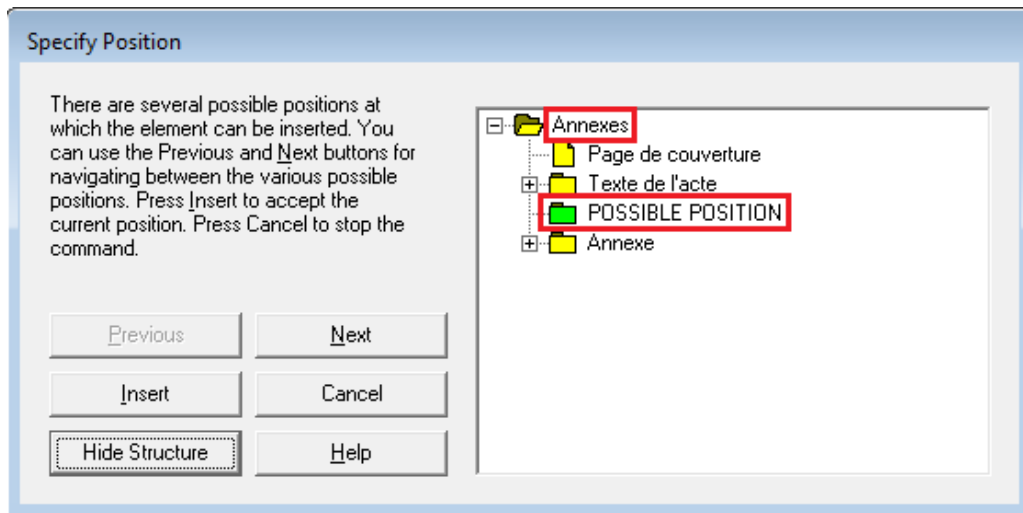 Specify Position
There are several possible positions at
which the element can be inserted. You
can use the Previous and Next buttons for
navigating between the various possible
positions. Press Insert to accept the
current position. Press Cancel to stop the
command.
Previous
Next
Insert
Cancel
Hide Structure
Help
Annexes
Page de couverture
Texte de l'acte
POSSIBLE POSITION
Annexe